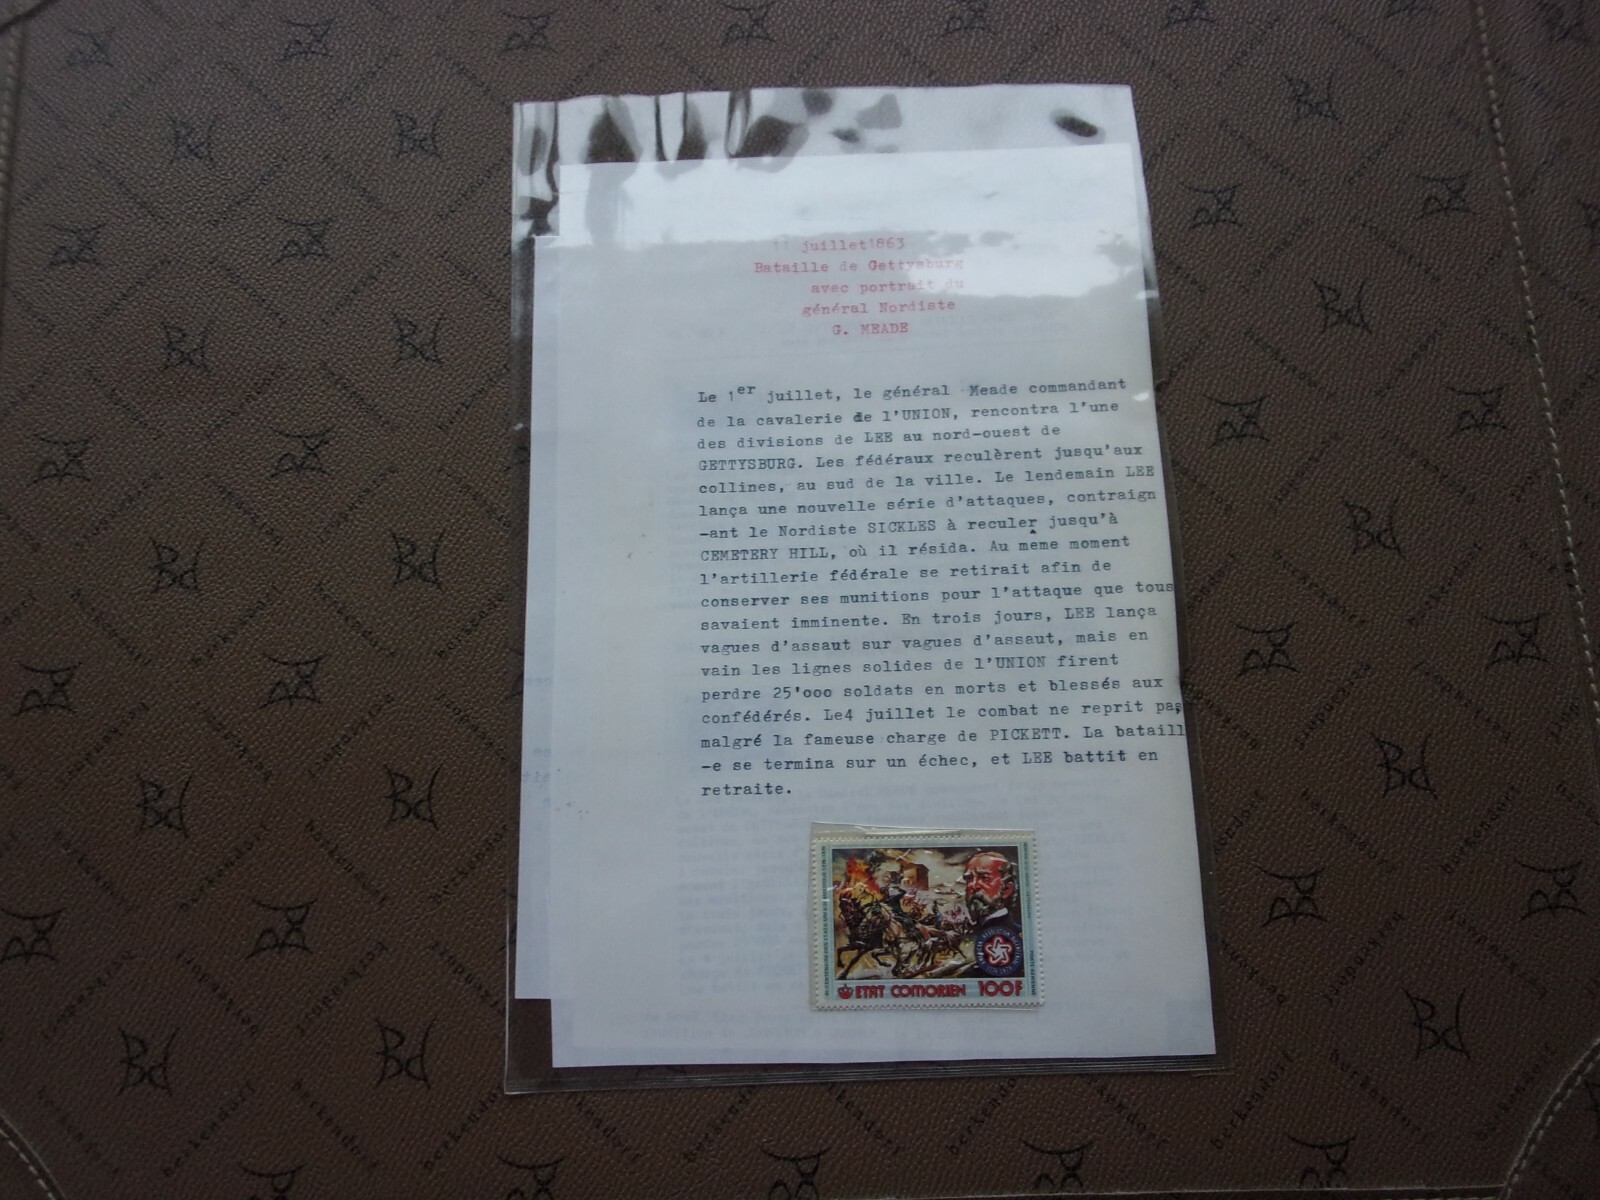 juillet1863
Bataille de Gettysburg
avec portrait du
général Nordiste
G. MEADE
Le 1er juillet, le général Meade commandant
de la cavalerie de l'UNION, rencontra l'une
des divisions de LEE au nord-ouest de
GETTYSBURG. Les fédéraux reculèrent jusqu'aux
collines, au sud de la ville. Le lendemain LEE
lança une nouvelle série d'attaques, contraign
-ant le Nordiste SICKLES à reculer jusqu'à
CEMETERY HILL, où il résida. Au même moment
l'artillerie fédérale se retirait afin de
conserver ses munitions pour l'attaque que tous
savaient imminente. En trois jours, LEE lança
vagues d'assaut sur vagues d'assaut, mais en
vain les lignes solides de l'UNION firent
perdre 25'ooo soldats en morts et blessés aux
confédérés. Le4 juillet le combat ne reprit pas
malgré la fameuse charge de PICKETT. La bataill
-e se termina sur un échec, et LEE battit en
retraite.
ETAT COMORIEN 100F
Bd
berkendorf